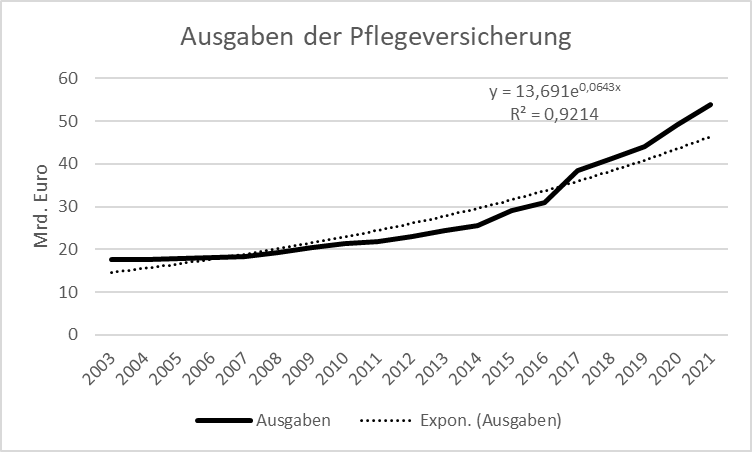 Ausgaben der Pflegeversicherung
60
50
40
30
20
10
0
Mrd. Euro
y = 13,691e^0,0643x
R² = 0,9214
2003 2004 2005 2006 2007 2008 2009 2010 2011 2012 2013 2014 2015 2016 2017 2018 2019 2020 2021
Ausgaben Expon. (Ausgaben)